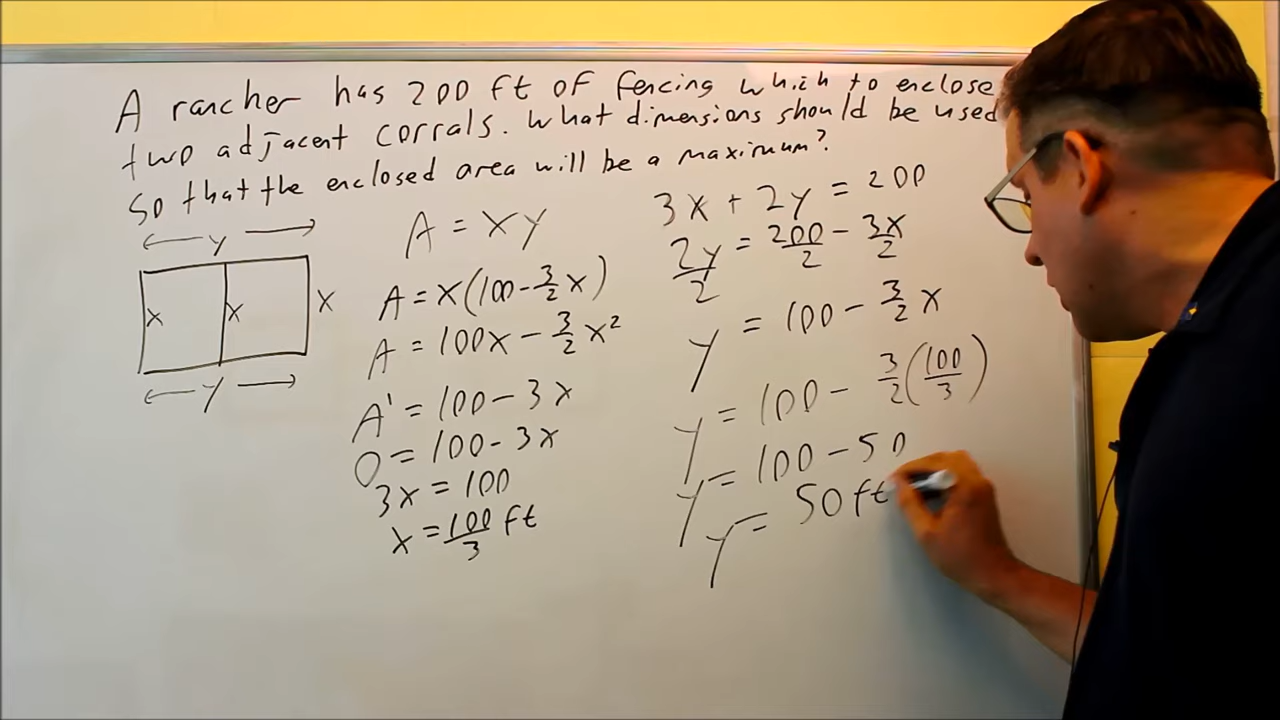 A rancher has 200 ft of fencing which to enclose
two adjacent corrals. What dimensions should be used
so that the enclosed area will be a maximum?
← y →
x x x
← y →
A = xy
A = x(100 - 3/2 x)
A = 100x - 3/2 x²
A' = 100 - 3x
0 = 100 - 3x
3x = 100
x = 100/3 ft
3x + 2y = 200
2y/2 = 200/2 - 3x/2
y = 100 - 3/2 x
y = 100 - 3/2 (100/3)
y = 100 - 50
y = 50 ft